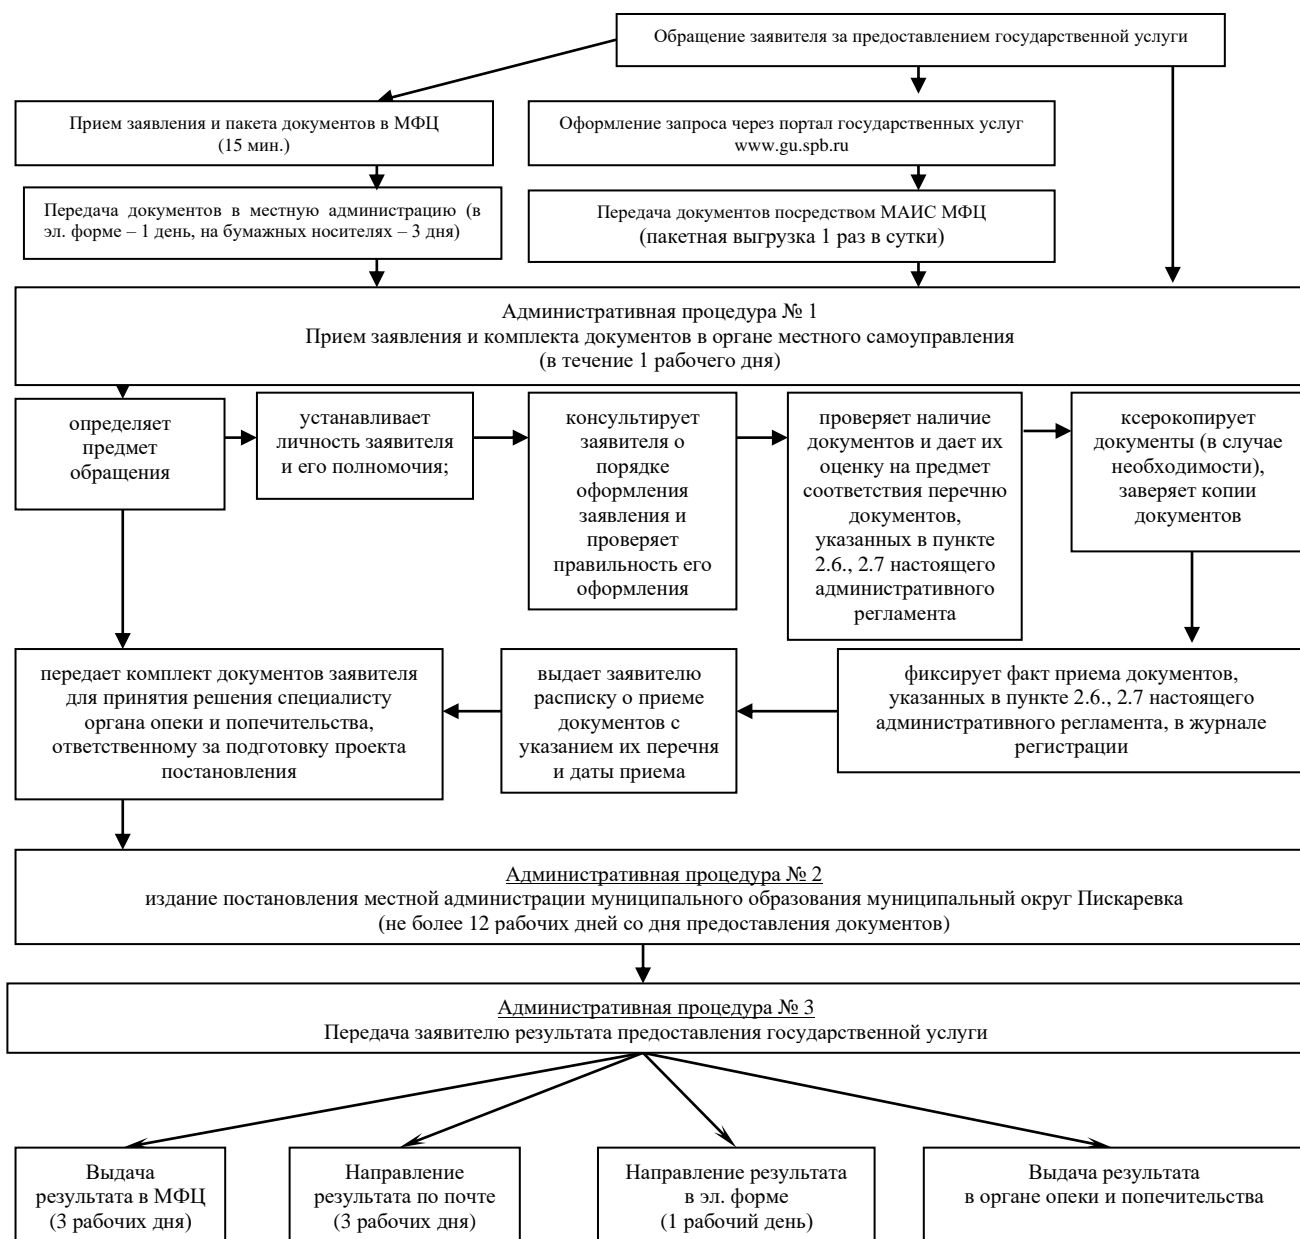 Обращение заявителя за предоставлением государственной услуги
Прием заявления и пакета документов в МФЦ
(15 мин.)
Оформление запроса через портал государственных услуг
www.gu.spb.ru
Передача документов в местную администрацию (в
эл. форме – 1 день, на бумажных носителях – 3 дня)
Передача документов посредством МАИС МФЦ
(пакетная выгрузка 1 раз в сутки)
Административная процедура № 1
Прием заявления и комплекта документов в органе местного самоуправления
(в течение 1 рабочего дня)
определяет
предмет
обращения
устанавливает
личность заявителя
и его полномочия;
консультирует
заявителя о
порядке
оформления
заявления и
проверяет
правильность его
оформления
проверяет наличие
документов и дает их
оценку на предмет
соответствия перечню
документов,
указанных в пункте
2.6., 2.7 настоящего
административного
регламента
ксерокопирует
документы (в случае
необходимости),
заверяет копии
документов
передает комплект документов заявителя
для принятия решения специалисту
органа опеки и попечительства,
ответственному за подготовку проекта
постановления
выдает заявителю
расписку о приеме
документов с
указанием их перечня
и даты приема
фиксирует факт приема документов,
указанных в пункте 2.6., 2.7 настоящего
административного регламента, в журнале
регистрации
Административная процедура № 2
издание постановления местной администрации муниципального образования муниципальный округ Пискаревка
(не более 12 рабочих дней со дня предоставления документов)
Административная процедура № 3
Передача заявителю результата предоставления государственной услуги
Выдача
результата в МФЦ
(3 рабочих дня)
Направление
результата по почте
(3 рабочих дня)
Направление результата
в эл. форме
(1 рабочий день)
Выдача результата
в органе опеки и попечительства